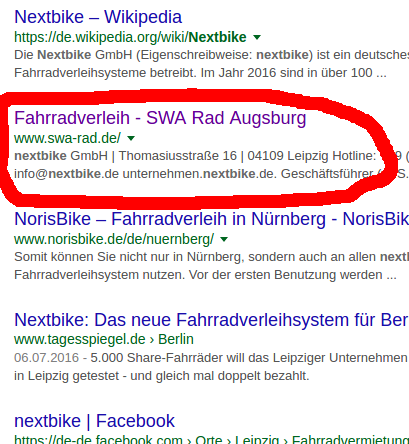 Nextbike – Wikipedia
https://de.wikipedia.org/wiki/Nextbike
Die Nextbike GmbH (Eigenschreibweise: nextbike) ist ein deutsches
Fahrradverleihsysteme betreibt. Im Jahr 2016 sind in über 100 ...
Fahrradverleih - SWA Rad Augsburg
www.swa-rad.de/
nextbike GmbH | Thomasiusstraße 16 | 04109 Leipzig Hotline:
info@nextbike.de unternehmen.nextbike.de. Geschäftsführer
NorisBike – Fahrradverleih in Nürnberg - NorisBik
www.norisbike.de/de/nuernberg/
Somit können Sie nicht nur in Nürnberg, sondern auch an allen
Fahrradverleihsystem nutzen. Vor der ersten Benutzung werden ...
Nextbike: Das neue Fahrradverleihsystem für Ber
www.tagesspiegel.de › Berlin
06.07.2016 - 5.000 Share-Fahrräder will das Leipziger Unternehmen
in Leipzig getestet - und gleich mal doppelt bezahlt.
nextbike | Facebook
https://de-de.facebook.com › Orte › Leipzig › Fahrradvermietung